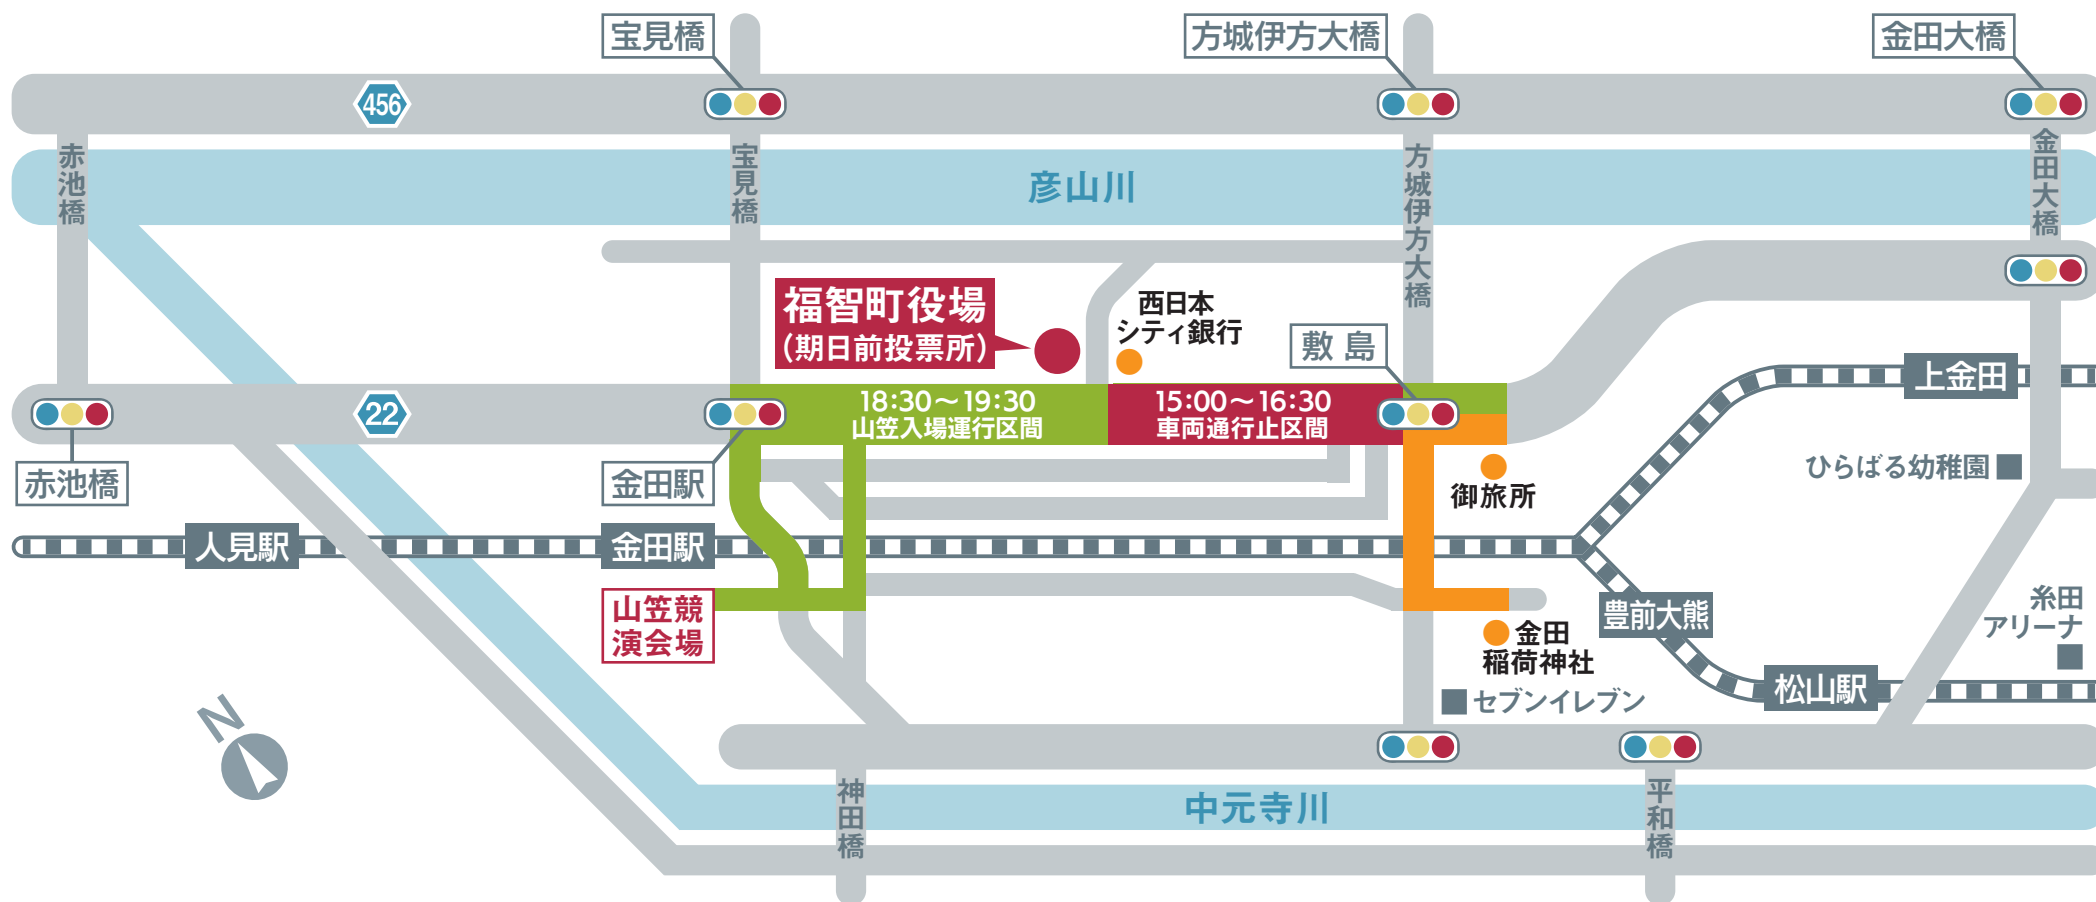 宝見橋
方城伊方大橋
金田大橋
456
赤池橋
宝見橋
方城伊方大橋
金田大橋
彦山川
福智町役場
(期日前投票所)
西日本
シティ銀行
敷島
22
18:30～19:30
山笠入場運行区間
15:00～16:30
車両通行止区間
上金田
赤池橋
金田駅
御旅所
ひらばる幼稚園
人見駅
金田駅
山笠競
演会場
豊前大熊
糸田
アリーナ
金田
稲荷神社
松山駅
セブンイレブン
N
神田橋
中元寺川
平和橋